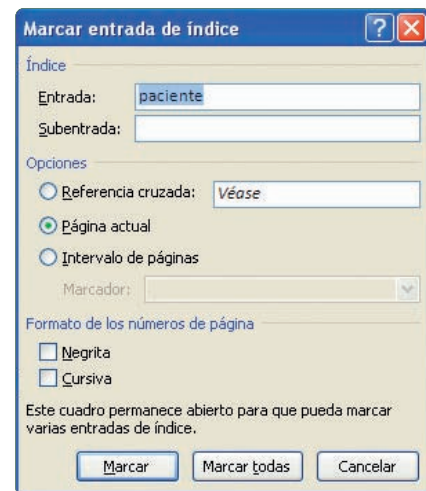 Marcar entrada de índice
Índice
Entrada: paciente
Subentrada:
Opciones
Referencia cruzada: Véase
Página actual
Intervalo de páginas
Marcador:
Formato de los números de página
Negrita
Cursiva
Este cuadro permanece abierto para que pueda marcar
varias entradas de índice.
Marcar Marcar todas Cancelar